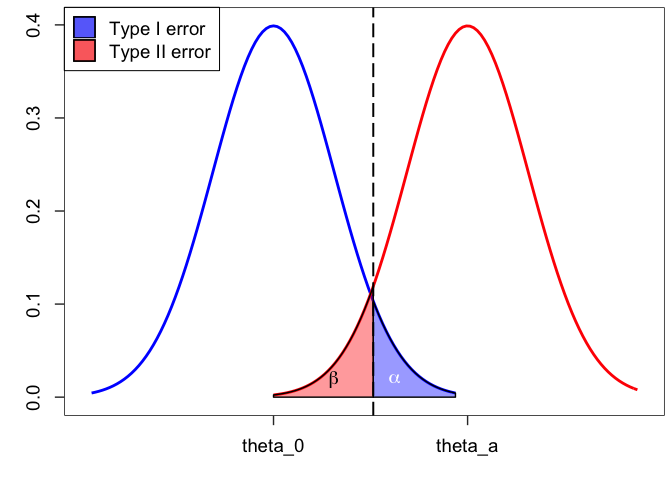 Type I error
Type II error
0.4
0.3
0.2
0.1
0.0
β
α
theta_0
theta_a